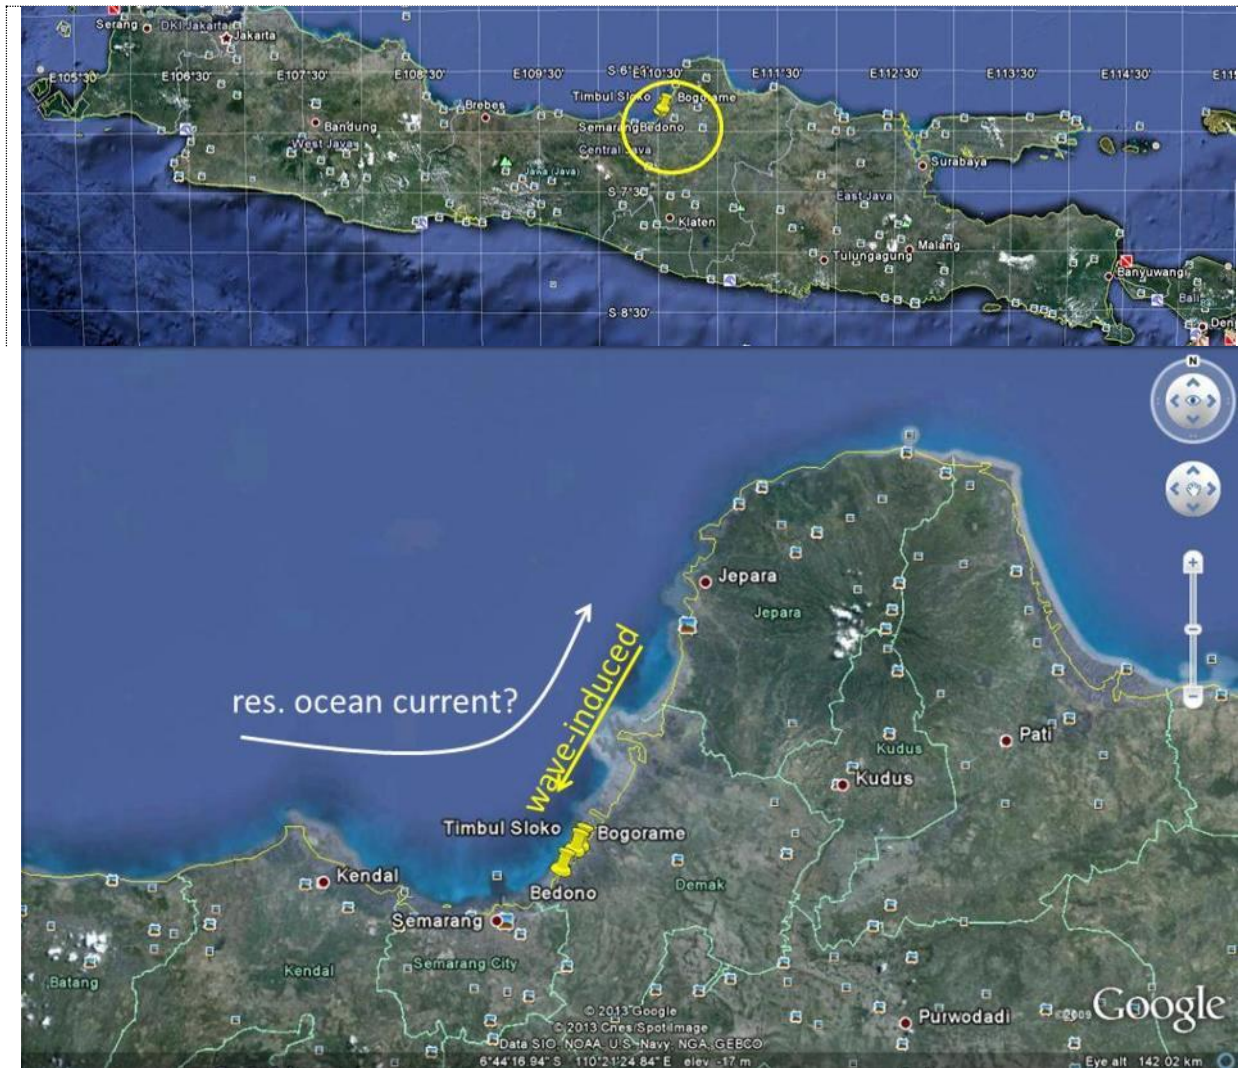 Serang
DKI Jakarta
Jakarta
E105°30'
E106°30'
E107°30'
E108°30'
E109°30'
E110°30'
E111°30'
E112°30'
E113°30'
E114°30'
Timbul Sloko
Bogorame
Brebes
Bandung
West Java
Semarang
Bedono
Central Java
Jawa (Java)
Surabaya
S 7°30'
East Java
Klaten
Tulungagung
Malang
Banyuwangi
Bali
S 8°30'
N
Jepara
Jepara
wave-induced
res. ocean current?
Pati
Kudus
Kudus
Timbul Sloko
Bogorame
Kendal
Bedono
Demak
Semarang
Kendal
Semarang City
Batang
© 2013 Google
© 2013 Cnes/Spot Image
Data SIO, NOAA, U.S. Navy, NGA, GEBCO
Purwodadi
©2009 Google
6°44'16.94" S 110°21'24.84" E elev -17 m
Eye alt 142.02 km